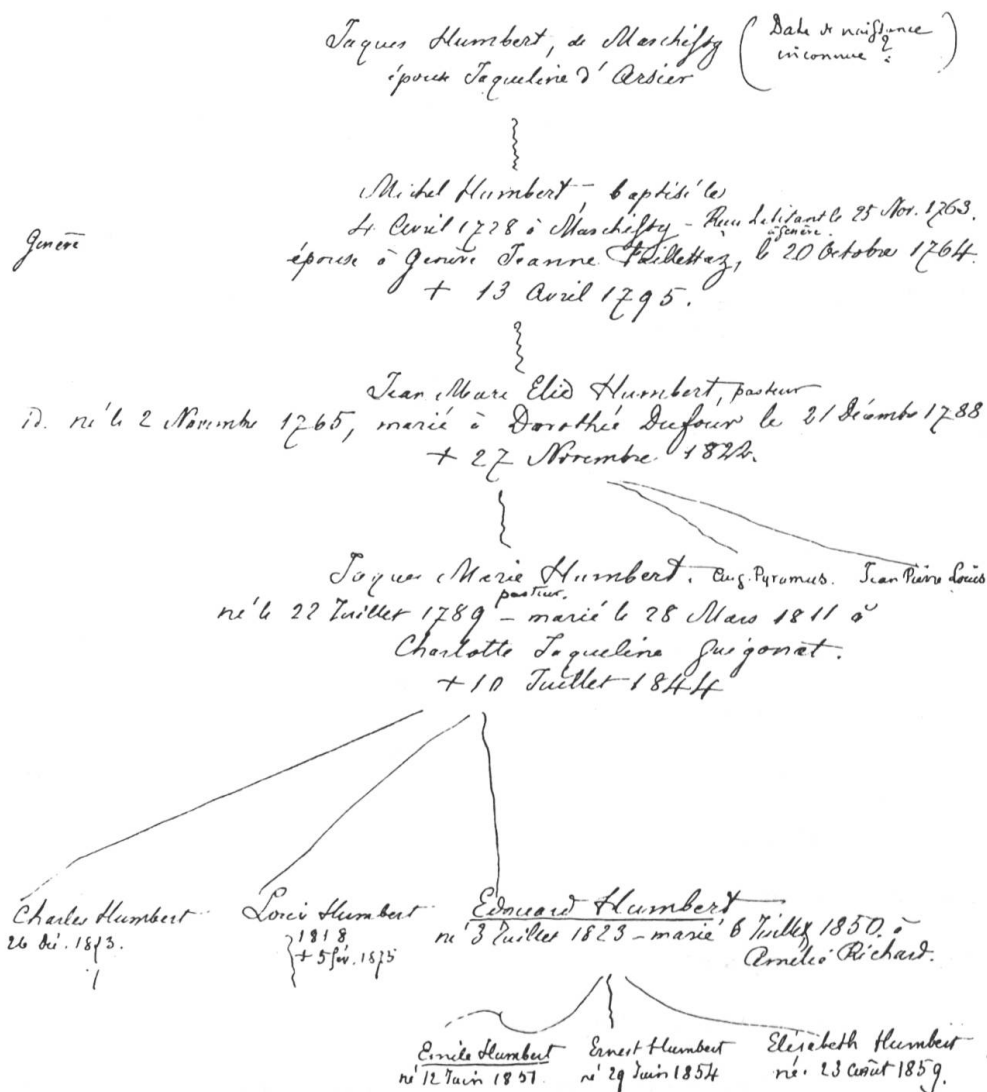 Jaques Humbert, de Marchissy ( Date de naissance
inconnue ? )
épouse Jaqueline d'Arsier
Michel Humbert – baptisé le
4 Avril 1728 à Marchissy – Reçu habitant le 25 Nov. 1763.
à Genève.
Genève
épouse à Genève Jeanne Paillettaz, le 20 Octobre 1764.
+ 13 Avril 1795.
Jean Marc Elie Humbert, pasteur
né le 2 Novembre 1765, marié à Dorothée Dufour le 21 Décembre 1788
+ 27 Novembre 1822.
Jaques Marie Humbert. Aug. Pyramus. Jean Pierre Louis
pasteur.
né le 22 Juillet 1789 – marié le 28 Mars 1811 à
Charlotte Jaqueline Guigonat.
+ 10 Juillet 1844
Charles Humbert Louis Humbert Edouard Humbert
26 Dé. 1813. 1818 né 3 Juillet 1823 – marié 6 Juillet 1850. à
+ 5 fév. 1875 Amélie Richard.
Emile Humbert Ernest Humbert Elisabeth Humbert
né 12 Juin 1851. né 29 Juin 1854 né. 23 Août 1859.